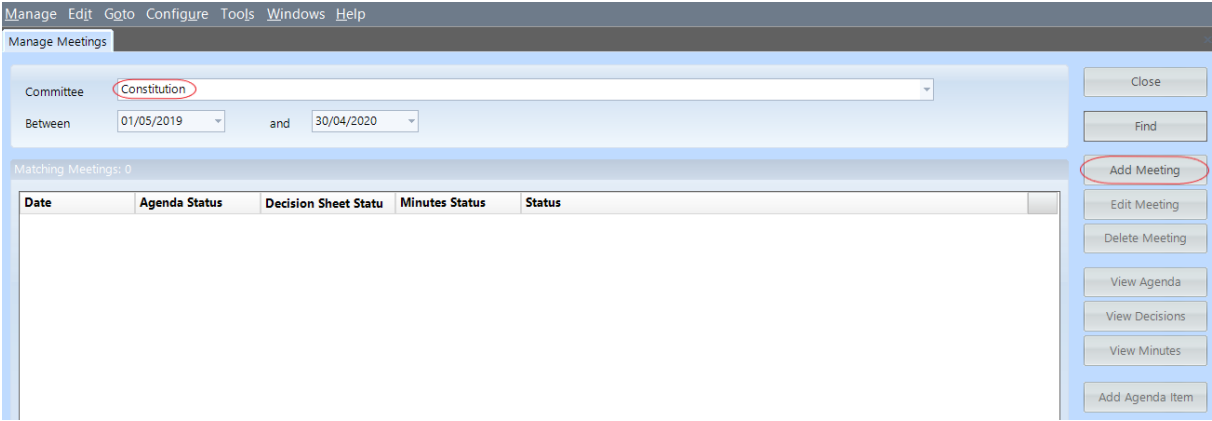 Manage Edit Goto Configure Tools Windows Help
Manage Meetings
Committee Constitution
Close
Between 01/05/2019 and 30/04/2020
Find
Matching Meetings: 0
Add Meeting
Date Agenda Status Decision Sheet Statu Minutes Status Status
Edit Meeting
Delete Meeting
View Agenda
View Decisions
View Minutes
Add Agenda Item